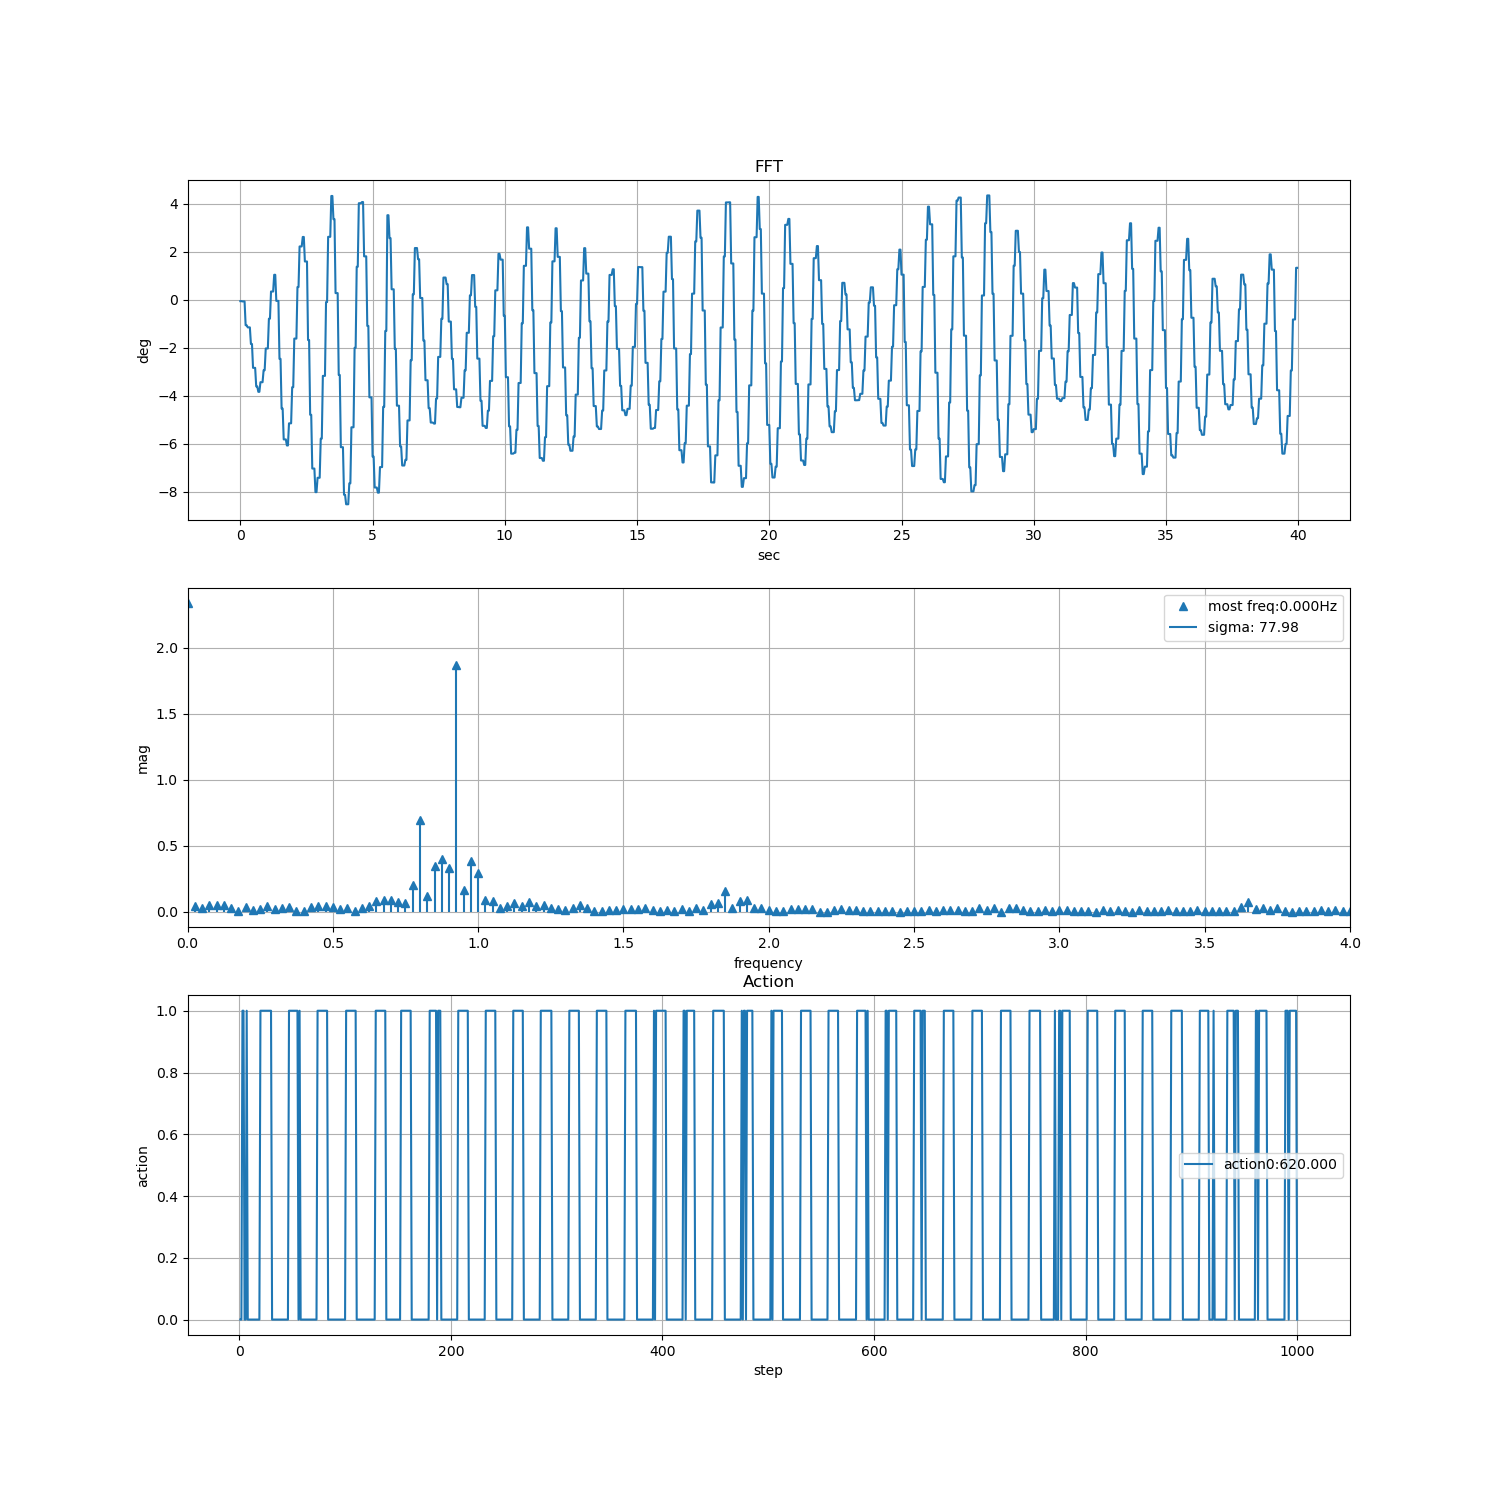 FFT
4
2
0
−2
−4
−6
−8
deg
0 5 10 15 20 25 30 35 40
sec
most freq:0.000Hz
sigma: 77.98
2.0
1.5
1.0
0.5
0.0
mag
0.0 0.5 1.0 1.5 2.0 2.5 3.0 3.5 4.0
frequency
Action
1.0
0.8
0.6
0.4
0.2
0.0
action
action0:620.000
0 200 400 600 800 1000
step